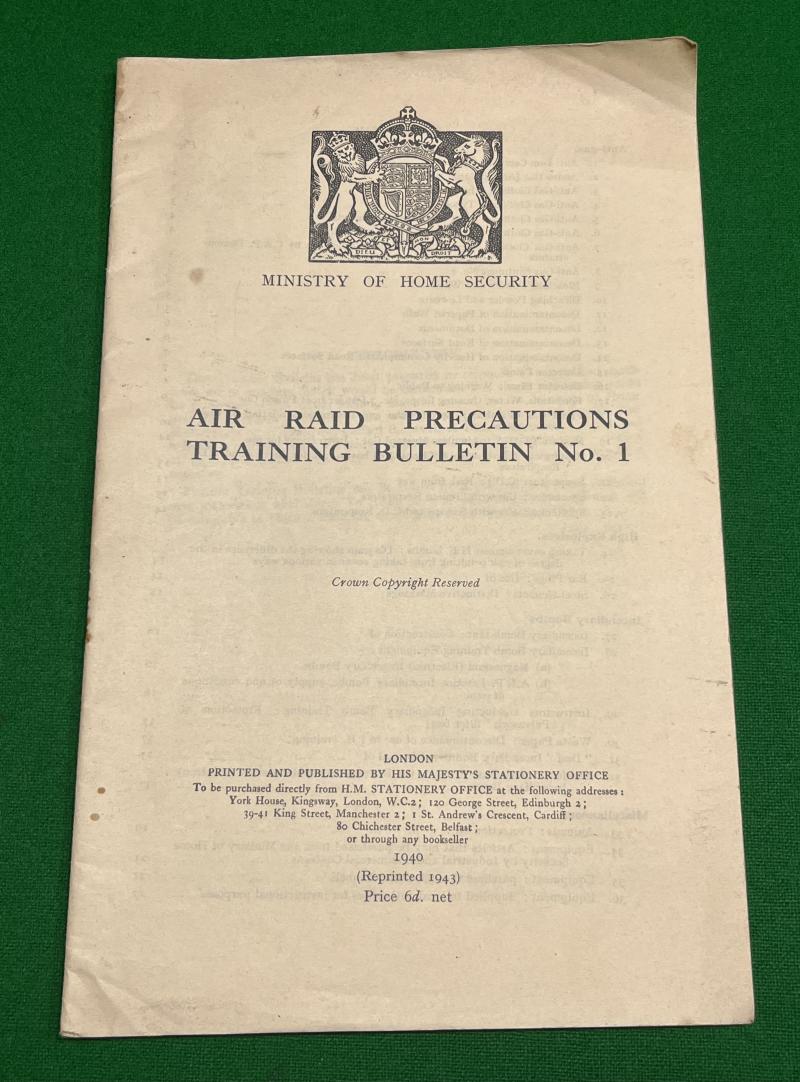 DIEU ET MON DROIT
MINISTRY OF HOME SECURITY
AIR RAID PRECAUTIONS
TRAINING BULLETIN No. 1
Crown Copyright Reserved
LONDON
PRINTED AND PUBLISHED BY HIS MAJESTY'S STATIONERY OFFICE
To be purchased directly from H.M. STATIONERY OFFICE at the following addresses :
York House, Kingsway, London, W.C.2 ; 120 George Street, Edinburgh 2 ;
39-41 King Street, Manchester 2 ; 1 St. Andrew's Crescent, Cardiff ;
80 Chichester Street, Belfast ;
or through any bookseller
1940
(Reprinted 1943)
Price 6d. net